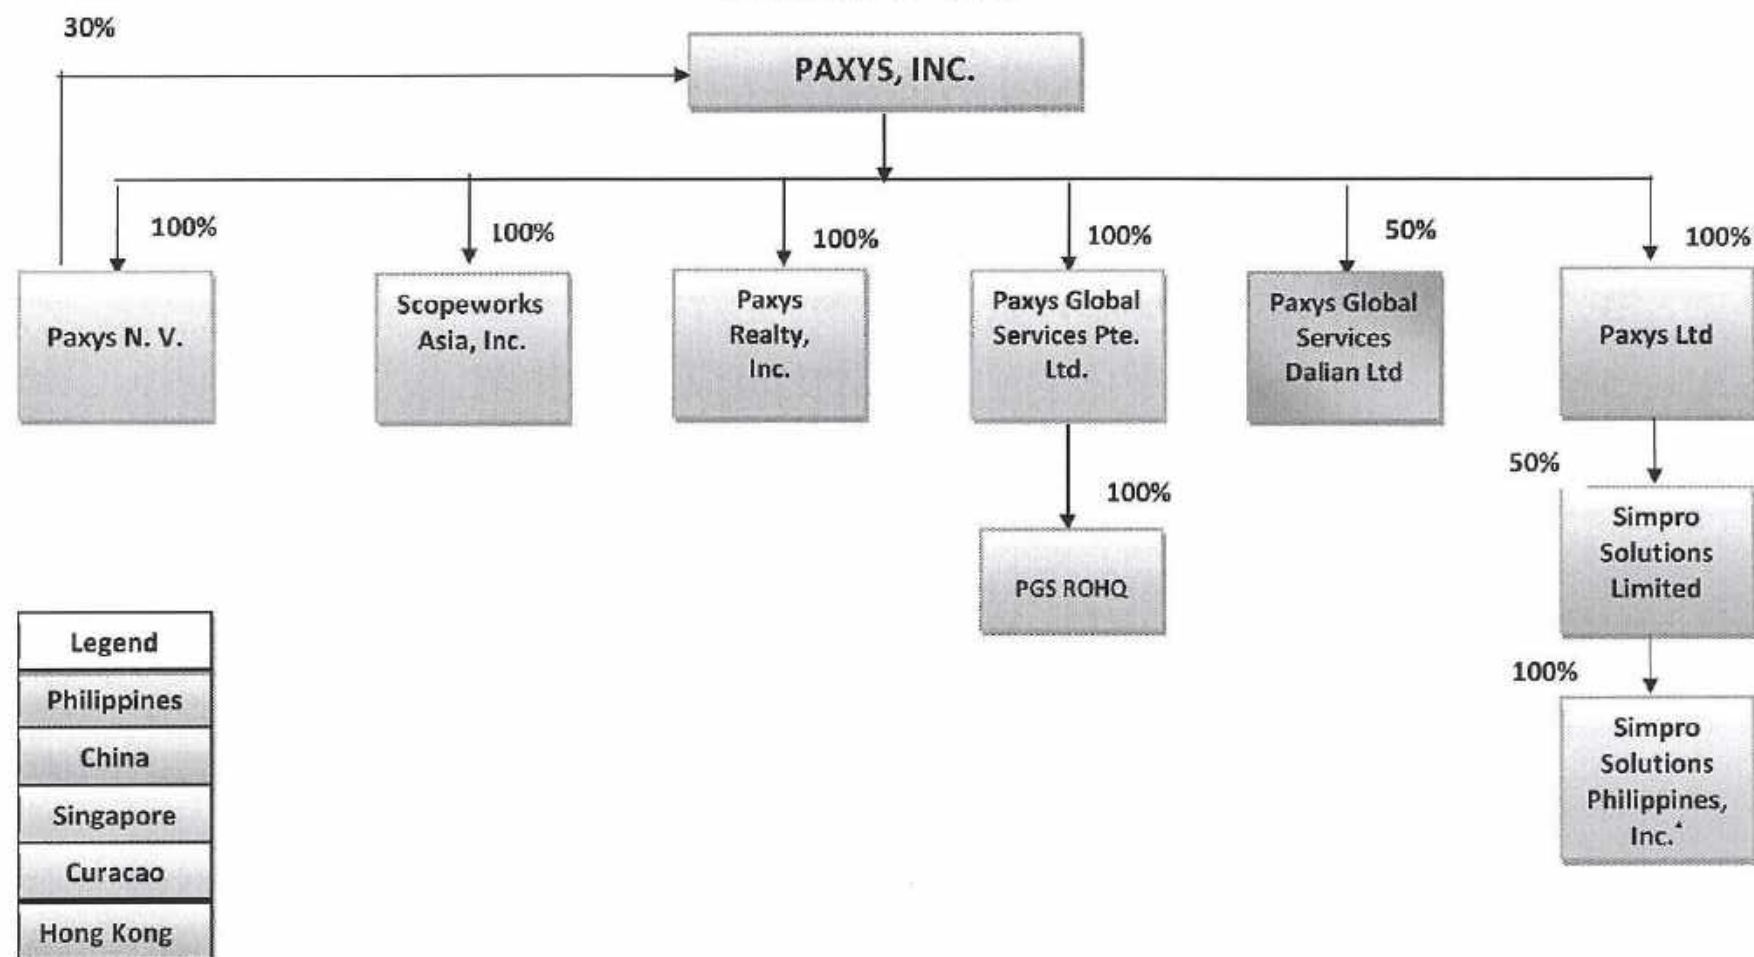 30%
PAXYS, INC.
100%
100%
100%
100%
50%
100%
Paxys N. V.
Scopeworks
Asia, Inc.
Paxys
Realty,
Inc.
Paxys Global
Services Pte.
Ltd.
Paxys Global
Services
Dalian Ltd
Paxys Ltd
50%
100%
Simpro
Solutions
Limited
PGS ROHQ
100%
Simpro
Solutions
Philippines,
Inc.*
Legend
Philippines
China
Singapore
Curacao
Hong Kong